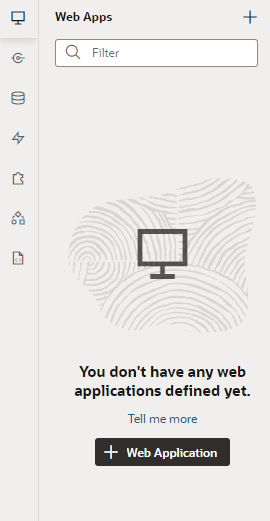 Web Apps
Filter
You don't have any web
applications defined yet.
Tell me more
Web Application